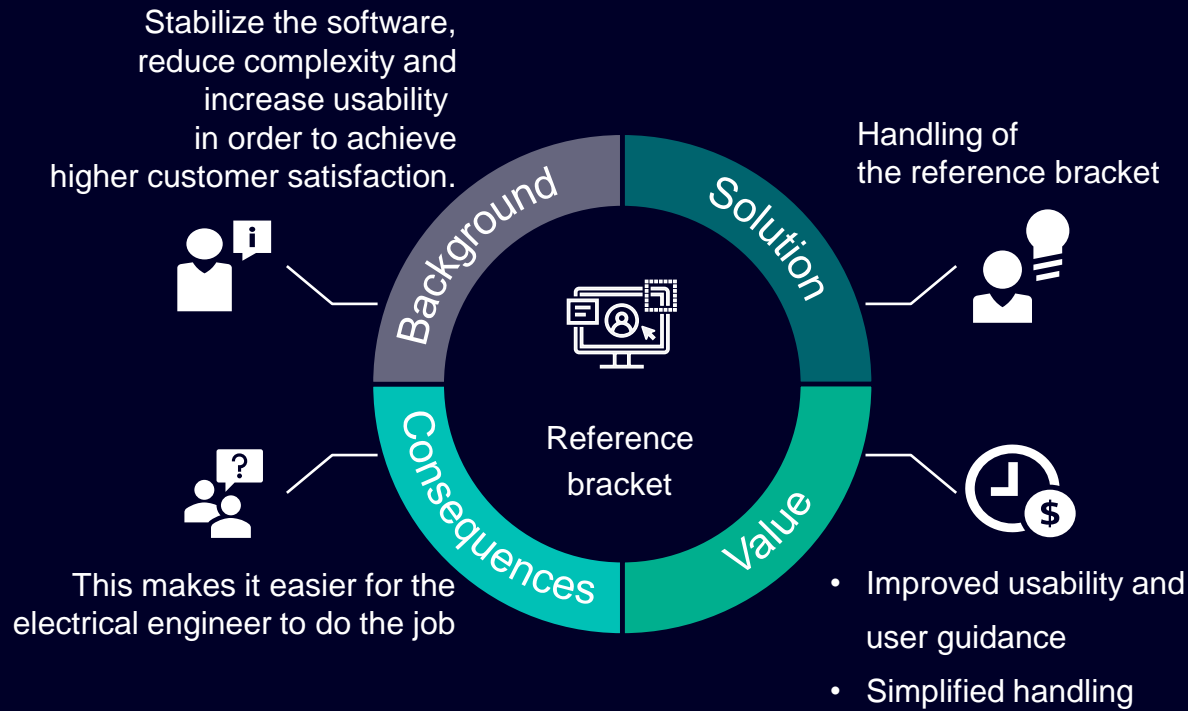 Stabilize the software,
reduce complexity and
increase usability
in order to achieve
higher customer satisfaction.
Background
i
Solution
Handling of
the reference bracket
Reference
bracket
Consequences
?
This makes it easier for the
electrical engineer to do the job
Value
$
• Improved usability and
user guidance
• Simplified handling